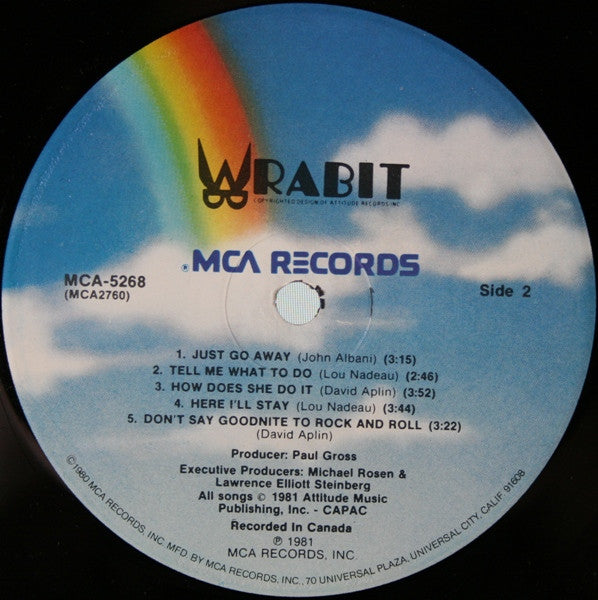 WRABIT
COPYRIGHTED DESIGN OF ATTITUDE RECORDS INC.
® MCA RECORDS
MCA-5268
(MCA2760)
Side 2
1. JUST GO AWAY (John Albani) (3:15)
2. TELL ME WHAT TO DO (Lou Nadeau) (2:46)
3. HOW DOES SHE DO IT (David Aplin) (3:52)
4. HERE I'LL STAY (Lou Nadeau) (3:44)
5. DON'T SAY GOODNITE TO ROCK AND ROLL (3:22)
(David Aplin)
Producer: Paul Gross
Executive Producers: Michael Rosen &
Lawrence Elliott Steinberg
All songs © 1981 Attitude Music
Publishing, Inc. - CAPAC
Recorded In Canada
℗ 1981
MCA RECORDS, INC.
©1980 MCA RECORDS, INC. MFD. BY MCA RECORDS, INC., 70 UNIVERSAL PLAZA, UNIVERSAL CITY, CALIF. 91608